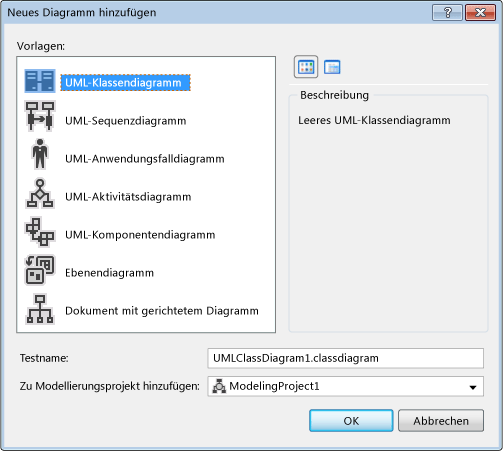 Neues Diagramm hinzufügen
Vorlagen:
UML-Klassendiagramm
UML-Sequenzdiagramm
UML-Anwendungsfalldiagramm
UML-Aktivitätsdiagramm
UML-Komponentendiagramm
Ebenendiagramm
Dokument mit gerichtetem Diagramm
Beschreibung
Leeres UML-Klassendiagramm
Testname:
UMLClassDiagram1.classdiagram
Zu Modellierungsprojekt hinzufügen:
ModelingProject1
OK
Abbrechen